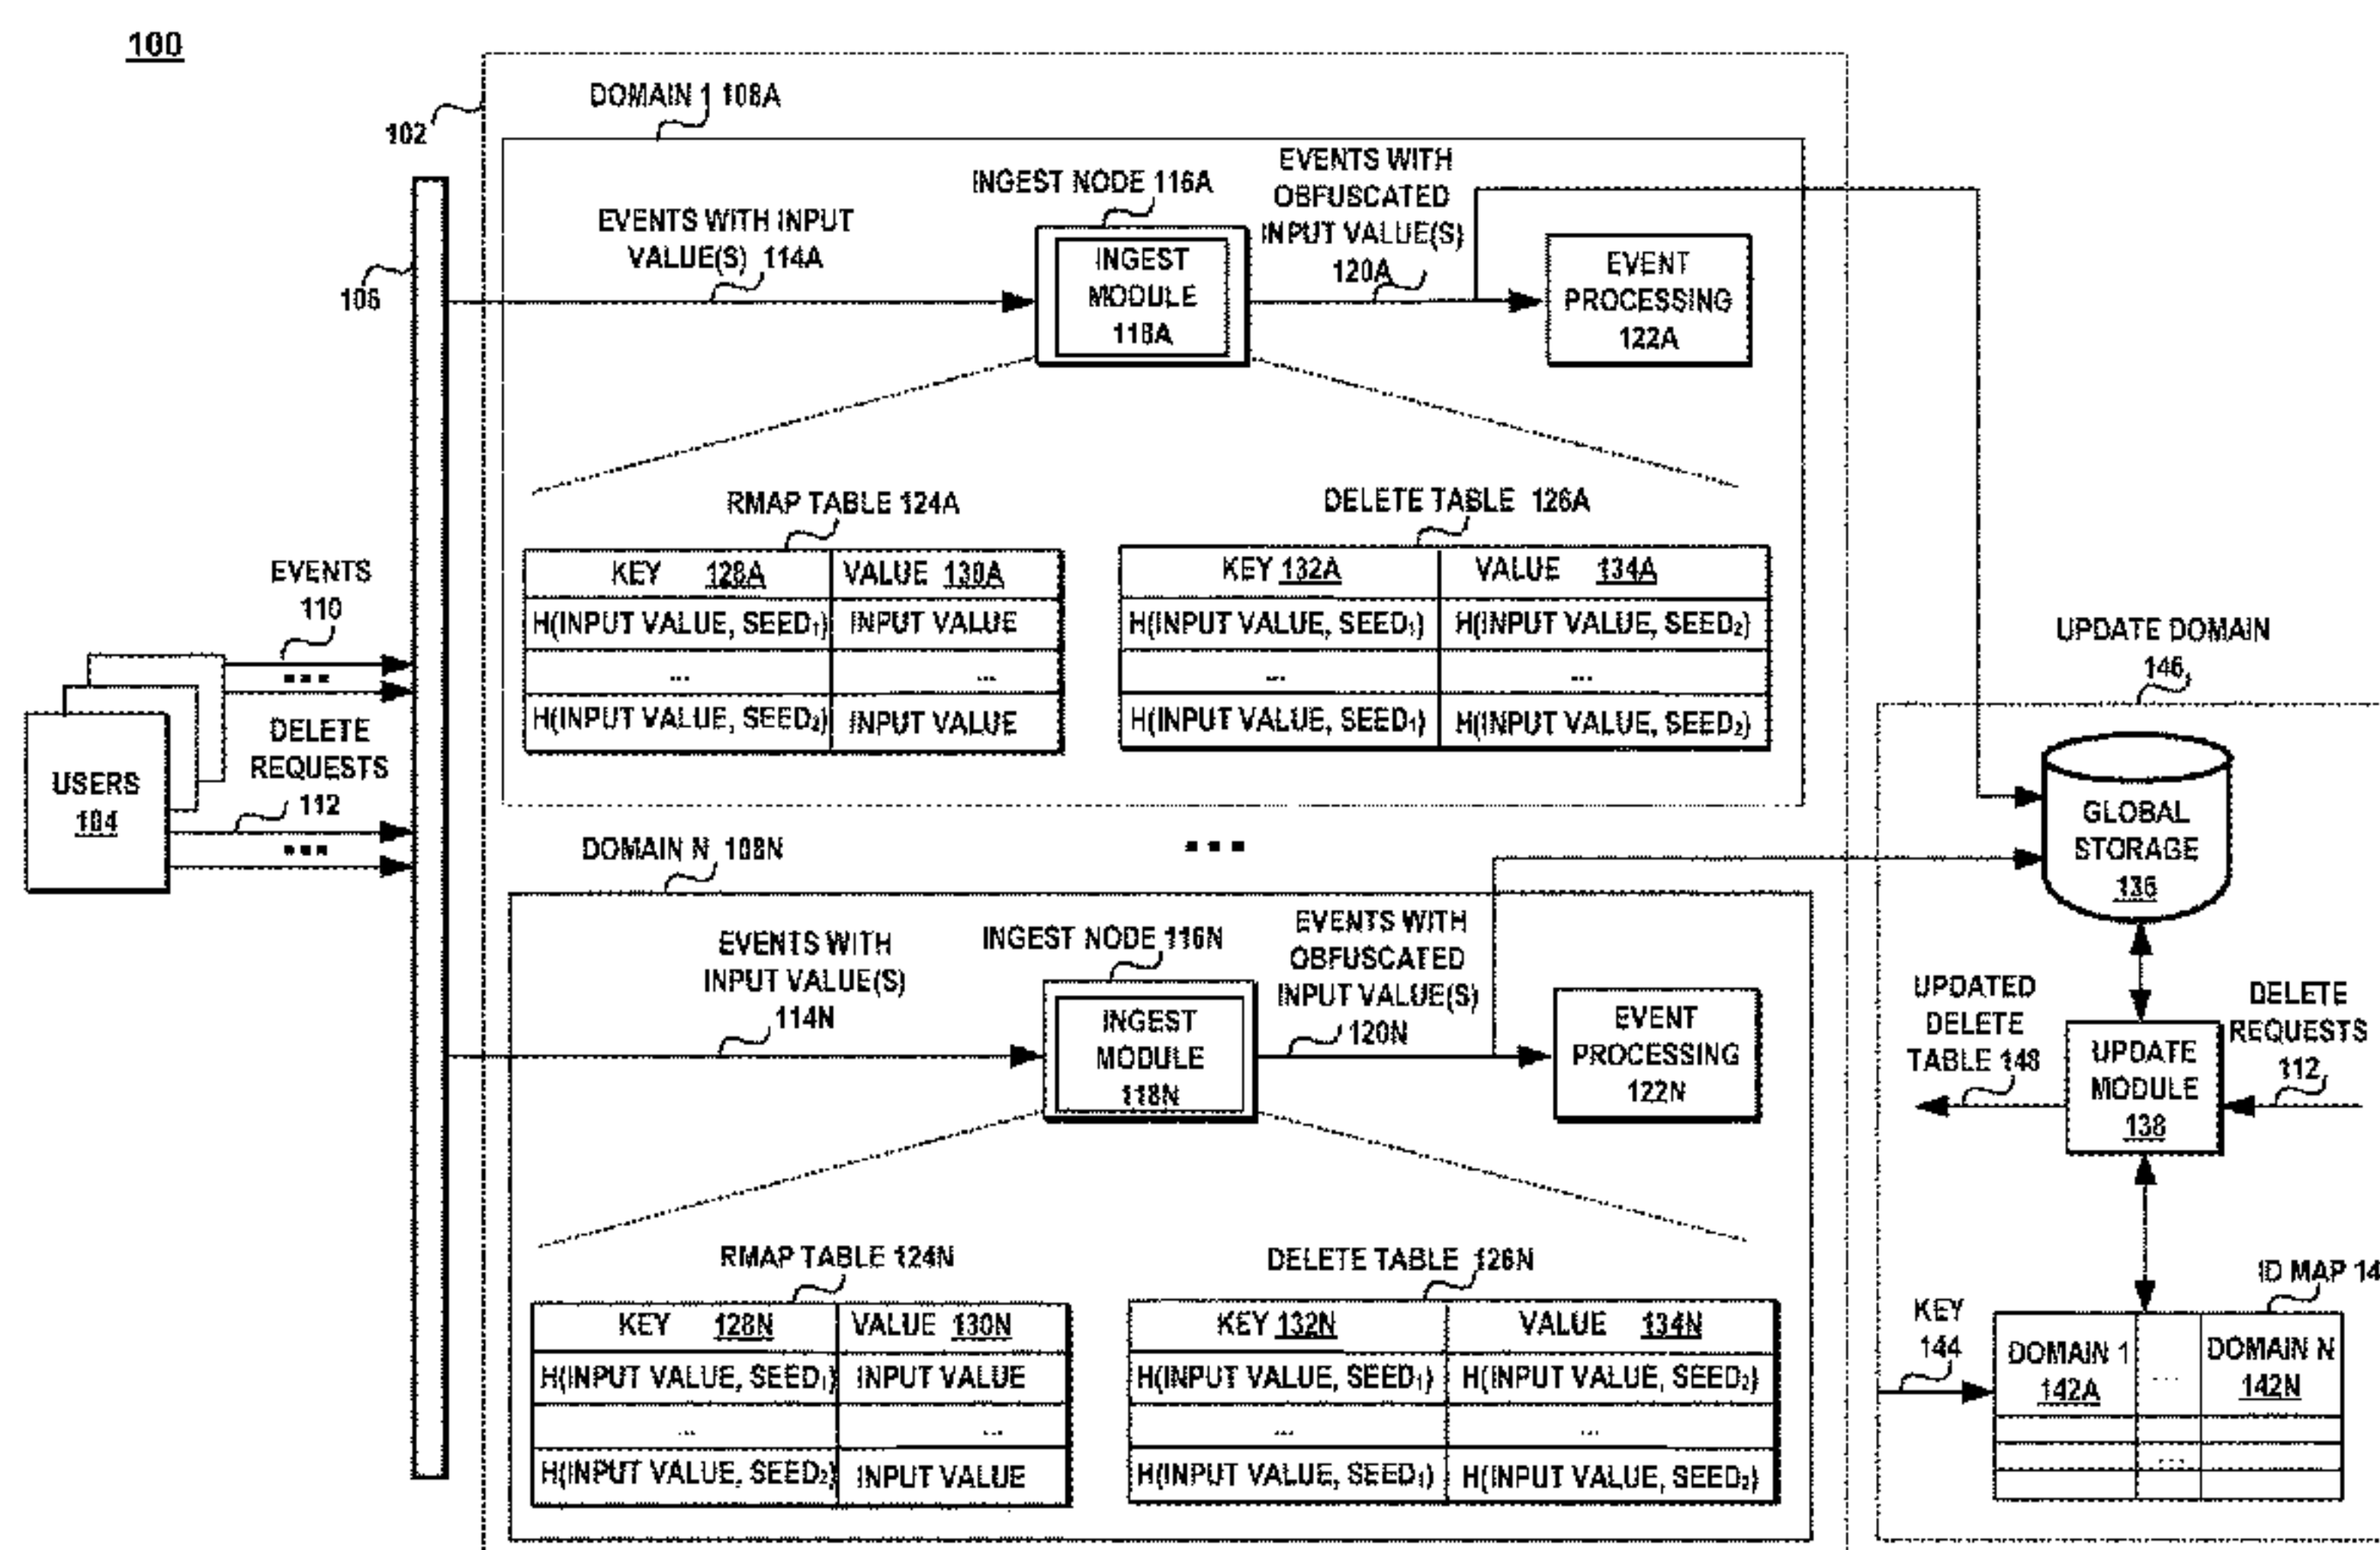 100
102
DOMAIN 1 108A
106
EVENTS WITH INPUT
VALUE(S) 114A
INGEST NODE 116A
INGEST
MODULE
118A
EVENTS WITH
OBFUSCATED
INPUT VALUE(S)
120A
EVENT
PROCESSING
122A
RMAP TABLE 124A
KEY 128A VALUE 130A
H(INPUT VALUE, SEED₁) INPUT VALUE
... ...
H(INPUT VALUE, SEED₂) INPUT VALUE
DELETE TABLE 126A
KEY 132A VALUE 134A
H(INPUT VALUE, SEED₁) H(INPUT VALUE, SEED₂)
... ...
H(INPUT VALUE, SEED₁) H(INPUT VALUE, SEED₂)
EVENTS
110
...
DELETE
REQUESTS
112
...
USERS
104
...
DOMAIN N 108N
EVENTS WITH
INPUT VALUE(S)
114N
INGEST NODE 116N
INGEST
MODULE
118N
EVENTS WITH
OBFUSCATED
INPUT VALUE(S)
120N
EVENT
PROCESSING
122N
RMAP TABLE 124N
KEY 128N VALUE 130N
H(INPUT VALUE, SEED₁) INPUT VALUE
... ...
H(INPUT VALUE, SEED₂) INPUT VALUE
DELETE TABLE 126N
KEY 132N VALUE 134N
H(INPUT VALUE, SEED₁) H(INPUT VALUE, SEED₂)
... ...
H(INPUT VALUE, SEED₁) H(INPUT VALUE, SEED₂)
UPDATE DOMAIN
146
GLOBAL
STORAGE
136
UPDATED
DELETE
TABLE 148
UPDATE
MODULE
138
DELETE
REQUESTS
112
KEY
144
ID MAP
DOMAIN 1
142A
...
DOMAIN N
142N
...